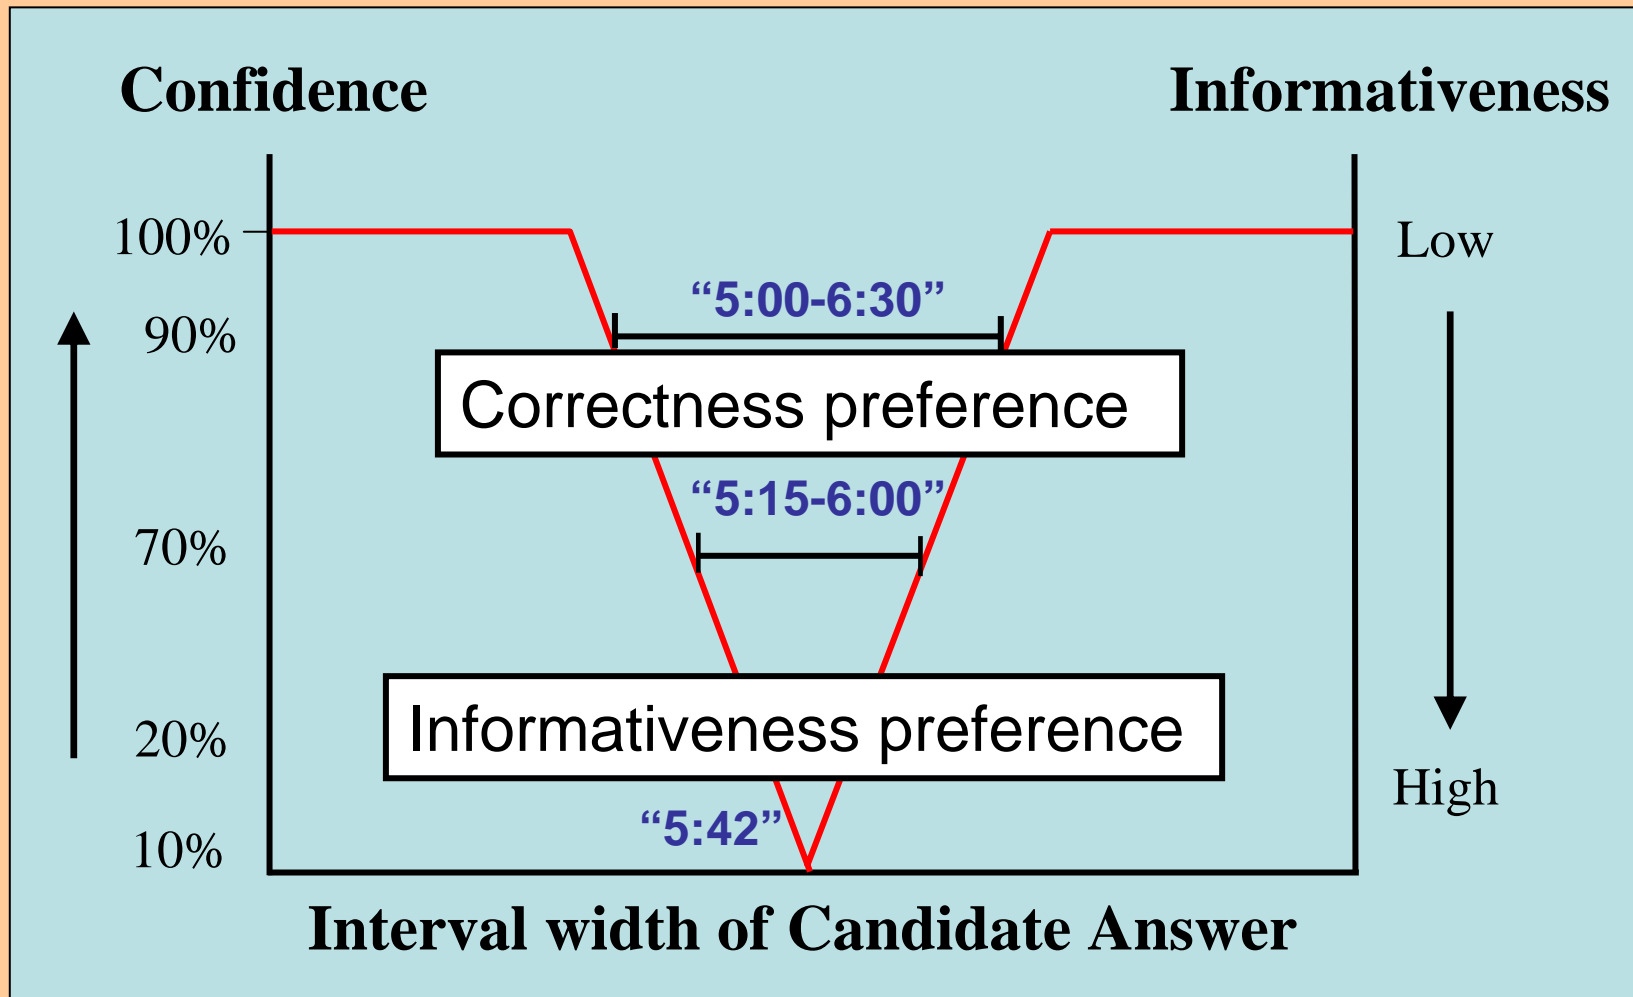 Confidence
Informativeness
100%
Low
“5:00-6:30”
90%
Correctness preference
“5:15-6:00”
70%
Informativeness preference
20%
High
“5:42”
10%
Interval width of Candidate Answer